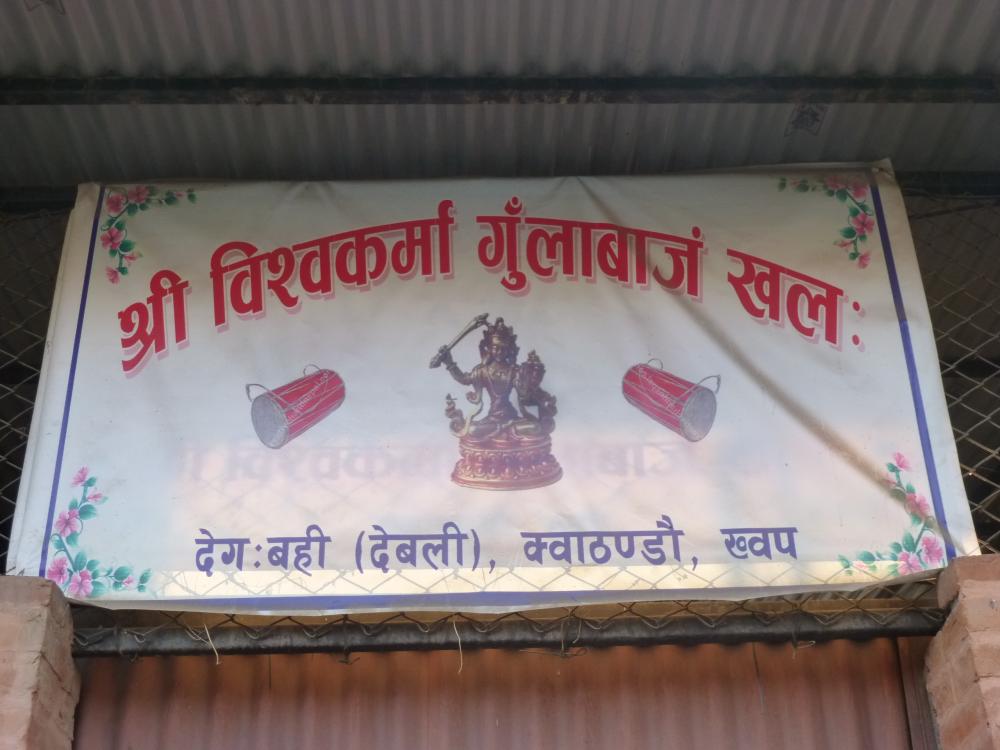 श्री विश्वकर्मा गुँलाबाजं खलः
देगःबही (देबली), क्वाठण्डौ, ख्वप